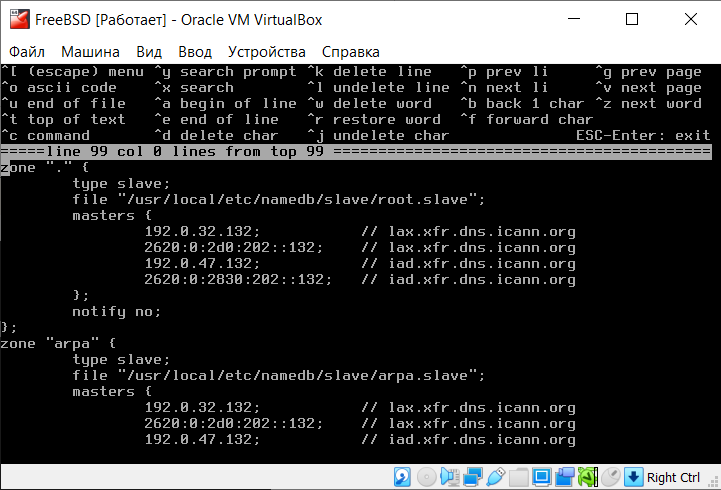 FreeBSD [Работает] - Oracle VM VirtualBox
Файл Машина Вид Ввод Устройства Справка
^[ (escape) menu ^y search prompt ^k delete line ^p prev li ^g prev page
^o ascii code ^x search ^l undelete line ^n next li ^v next page
^u end of file ^a begin of line ^w delete word ^b back 1 char ^z next word
^t top of text ^e end of line ^r restore word ^f forward char
^c command ^d delete char ^j undelete char ESC-Enter: exit
=====line 99 col 0 lines from top 99 ==========================================
zone "." {
type slave;
file "/usr/local/etc/namedb/slave/root.slave";
masters {
192.0.32.132; // lax.xfr.dns.icann.org
2620:0:2d0:202::132; // lax.xfr.dns.icann.org
192.0.47.132; // iad.xfr.dns.icann.org
2620:0:2830:202::132; // iad.xfr.dns.icann.org
};
notify no;
};
zone "arpa" {
type slave;
file "/usr/local/etc/namedb/slave/arpa.slave";
masters {
192.0.32.132; // lax.xfr.dns.icann.org
2620:0:2d0:202::132; // lax.xfr.dns.icann.org
192.0.47.132; // iad.xfr.dns.icann.org
Right Ctrl